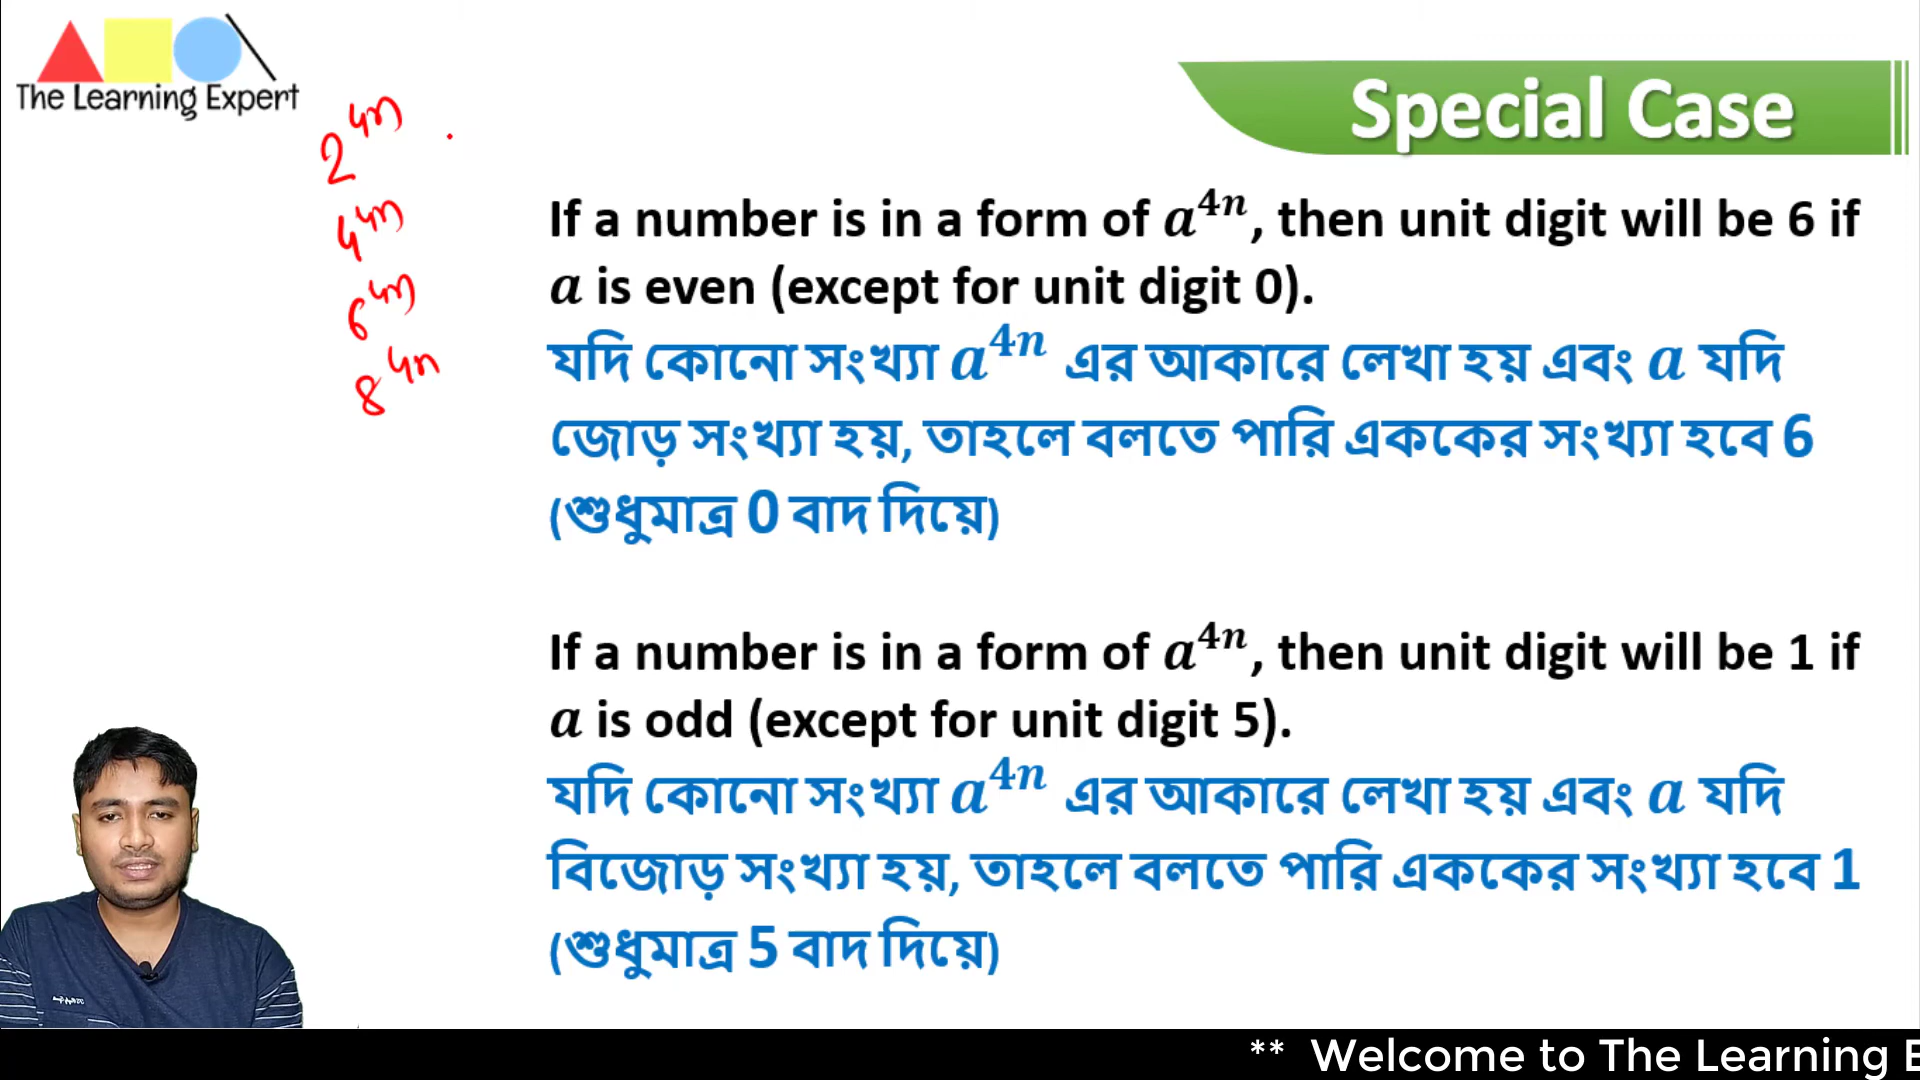 The Learning Expert
Special Case
2^{4n}
4^{4n}
6^{4n}
8^{4n}
If a number is in a form of a^{4n}, then unit digit will be 6 if
a is even (except for unit digit 0).
যদি কোনো সংখ্যা a^{4n} এর আকারে লেখা হয় এবং a যদি
জোড় সংখ্যা হয়, তাহলে বলতে পারি এককের সংখ্যা হবে 6
(শুধুমাত্র 0 বাদ দিয়ে)
If a number is in a form of a^{4n}, then unit digit will be 1 if
a is odd (except for unit digit 5).
যদি কোনো সংখ্যা a^{4n} এর আকারে লেখা হয় এবং a যদি
বিজোড় সংখ্যা হয়, তাহলে বলতে পারি এককের সংখ্যা হবে 1
(শুধুমাত্র 5 বাদ দিয়ে)
** Welcome to The Learning E